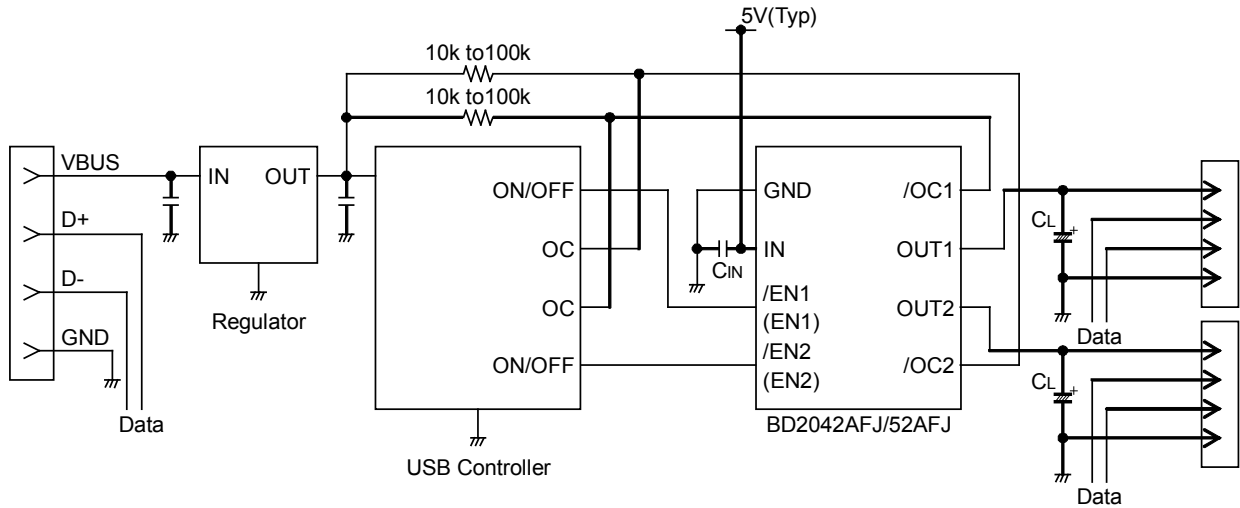 5V(Typ)
10k to100k
10k to100k
VBUS
D+
D-
GND
Data
IN OUT
Regulator
ON/OFF
OC
OC
ON/OFF
USB Controller
CIN
GND
IN
/EN1
(EN1)
/EN2
(EN2)
/OC1
OUT1
OUT2
/OC2
BD2042AFJ/52AFJ
CL
+
Data
CL
+
Data